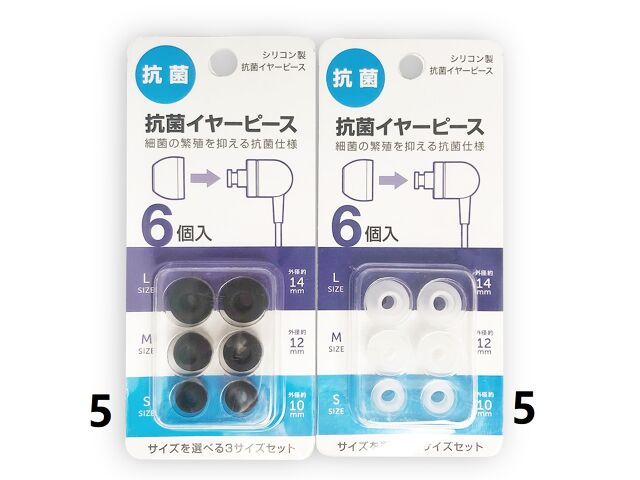 抗菌
シリコン製
抗菌イヤーピース
抗菌イヤーピース
細菌の繁殖を抑える抗菌仕様
6個入
L
SIZE
外径約
14
mm
M
SIZE
外径約
12
mm
S
SIZE
外径約
10
mm
サイズを選べる3サイズセット
5
抗菌
シリコン製
抗菌イヤーピース
抗菌イヤーピース
細菌の繁殖を抑える抗菌仕様
6個入
L
SIZE
外径約
14
mm
M
SIZE
外径約
12
mm
S
SIZE
外径約
10
mm
サイズを サイズセット
5